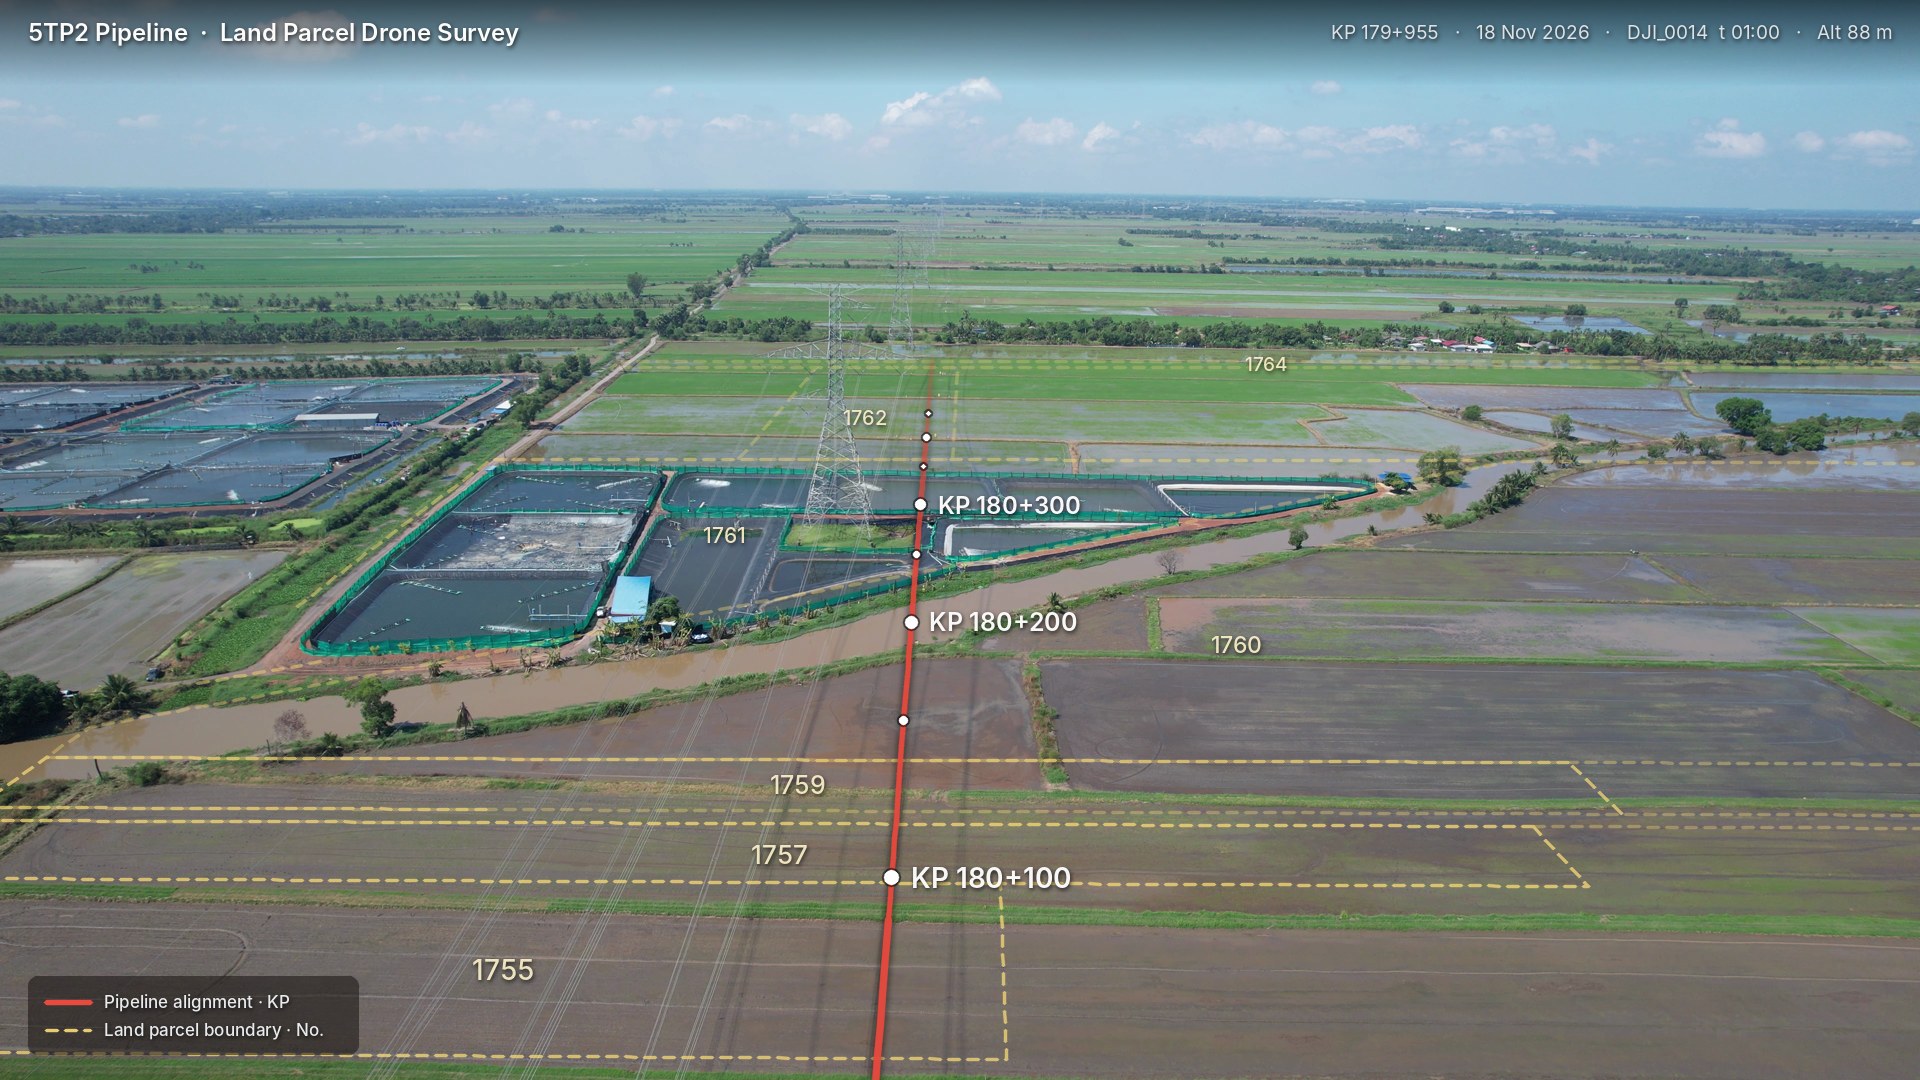 5TP2 Pipeline · Land Parcel Drone Survey
KP 179+955 · 18 Nov 2026 · DJI_0014 t 01:00 · Alt 88 m
1764
1762
KP 180+300
1761
KP 180+200
1760
1759
1757
KP 180+100
1755
Pipeline alignment · KP
Land parcel boundary · No.